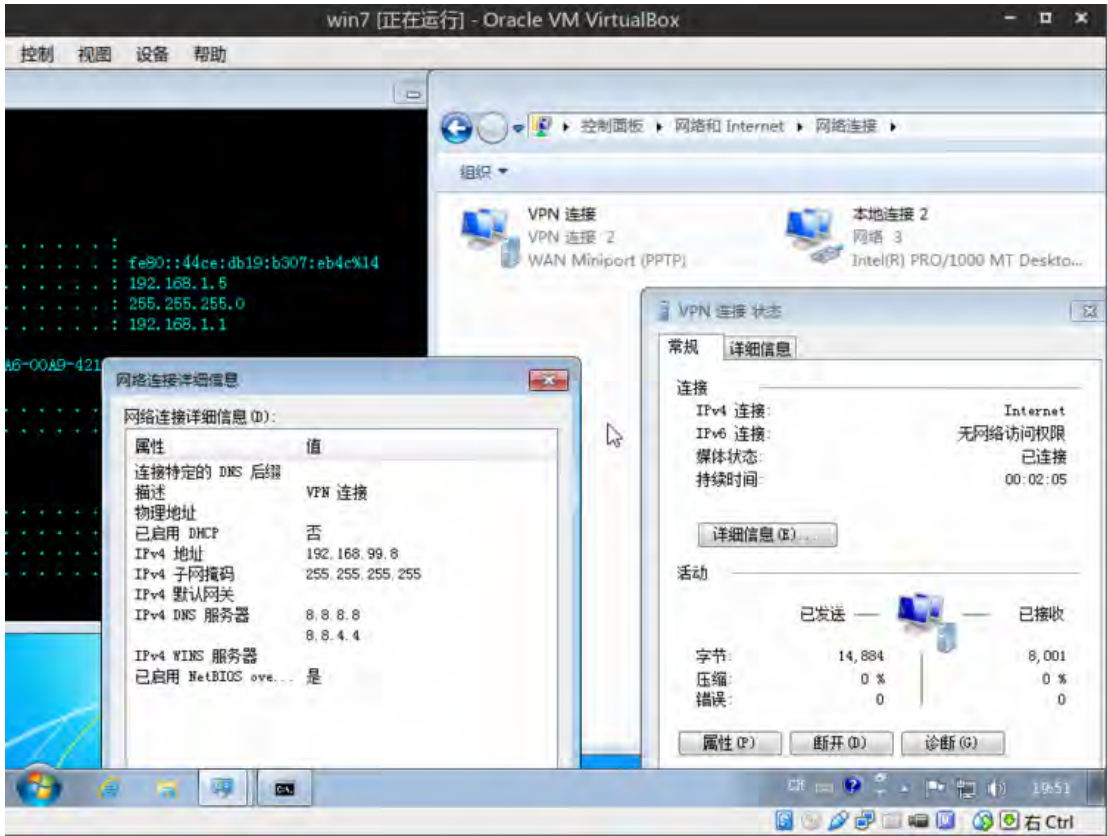 win7 [正在运行] - Oracle VM VirtualBox
控制 视图 设备 帮助
控制面板 网络和 Internet 网络连接
组织
VPN 连接
VPN 连接 2
WAN Miniport (PPTP)
本地连接 2
网络 3
Intel(R) PRO/1000 MT Deskto...
. . . . . . :
. . . . . . : fe80::44ce:db19:b307:eb4c%14
. . . . . . : 192.168.1.5
. . . . . . : 255.255.255.0
. . . . . . : 192.168.1.1
A6-00A9-421
网络连接详细信息
网络连接详细信息(D):
属性 值
连接特定的 DNS 后缀
描述 VPN 连接
物理地址
已启用 DHCP 否
IPv4 地址 192.168.99.8
IPv4 子网掩码 255.255.255.255
IPv4 默认网关
IPv4 DNS 服务器 8.8.8.8
8.8.4.4
IPv4 WINS 服务器
已启用 NetBIOS ove... 是
VPN 连接 状态
常规 详细信息
连接
IPv4 连接: Internet
IPv6 连接: 无网络访问权限
媒体状态: 已连接
持续时间: 00:02:05
详细信息(E)...
活动
已发送 — — 已接收
字节: 14,884 8,001
压缩: 0 % 0 %
错误: 0 0
属性(P) 断开(D) 诊断(G)
CH 19:51
右 Ctrl